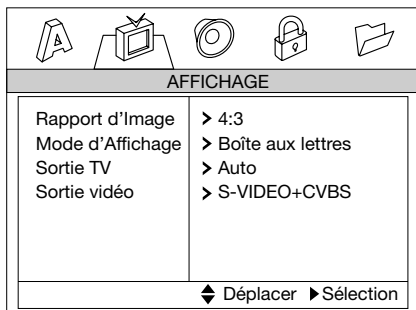 AFFICHAGE
Rapport d'Image > 4:3
Mode d'Affichage > Boîte aux lettres
Sortie TV > Auto
Sortie vidéo > S-VIDEO+CVBS
Déplacer Sélection